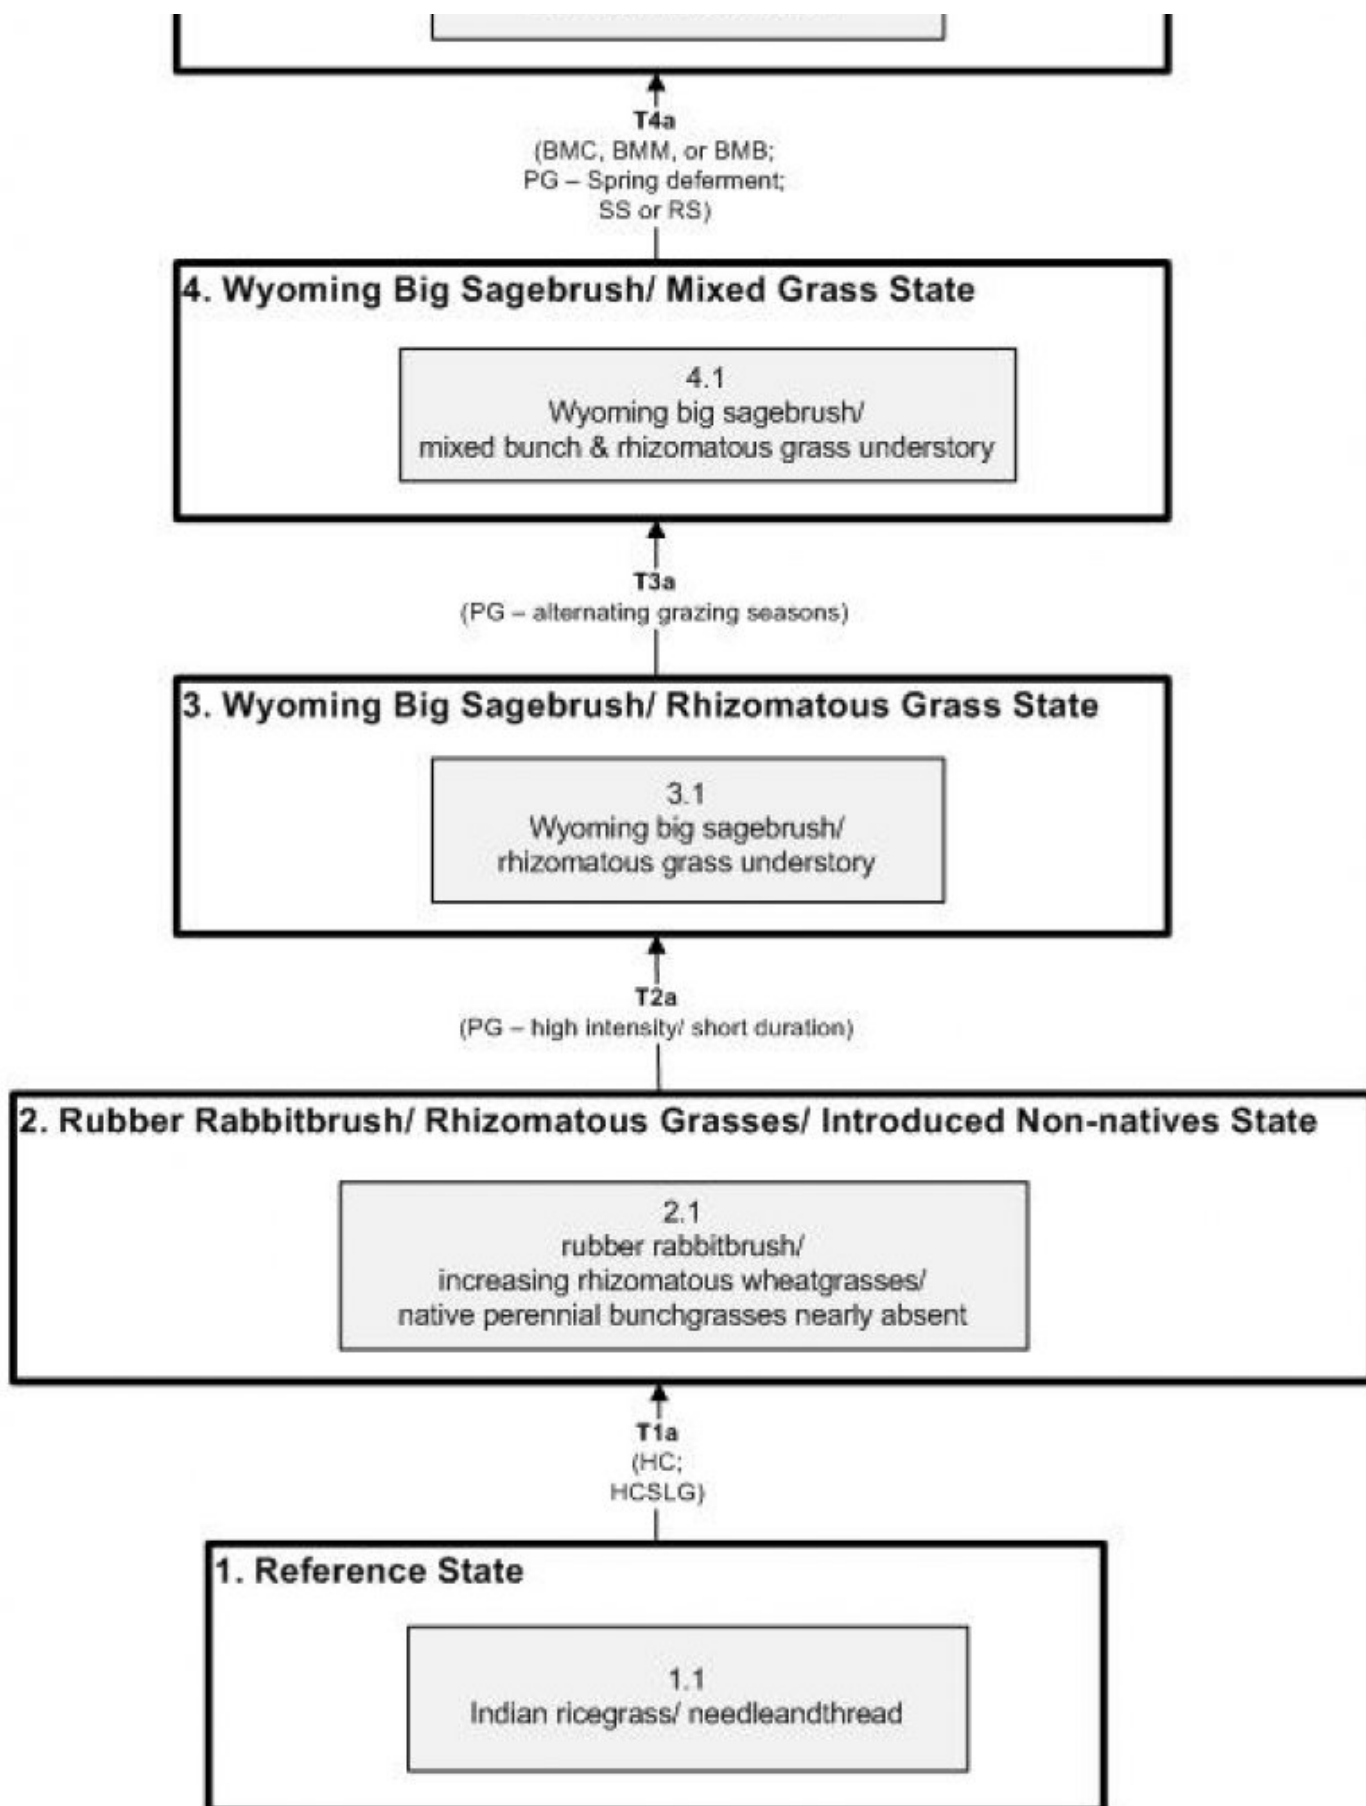 T4a
(BMC, BMM, or BMB;
PG – Spring deferment;
SS or RS)
4. Wyoming Big Sagebrush/ Mixed Grass State
4.1
Wyoming big sagebrush/
mixed bunch & rhizomatous grass understory
T3a
(PG – alternating grazing seasons)
3. Wyoming Big Sagebrush/ Rhizomatous Grass State
3.1
Wyoming big sagebrush/
rhizomatous grass understory
T2a
(PG – high intensity/ short duration)
2. Rubber Rabbitbrush/ Rhizomatous Grasses/ Introduced Non-natives State
2.1
rubber rabbitbrush/
increasing rhizomatous wheatgrasses/
native perennial bunchgrasses nearly absent
T1a
(HC;
HCSLG)
1. Reference State
1.1
Indian ricegrass/ needleandthread